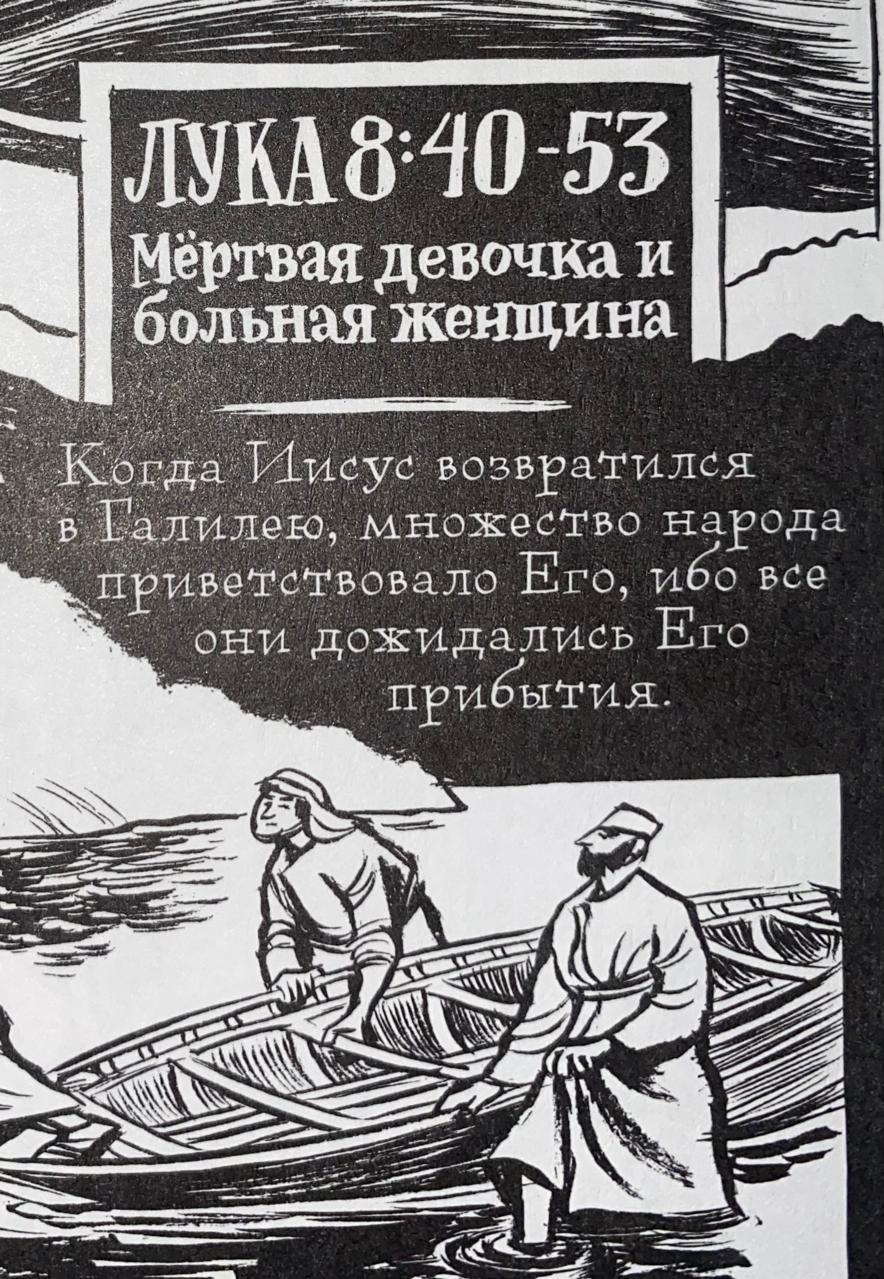 ЛУКА 8:40-53
Мёртвая девочка и
больная женщина
Когда Иисус возвратился
в Галилею, множество народа
приветствовало Его, ибо все
они дожидались Его
прибытия.